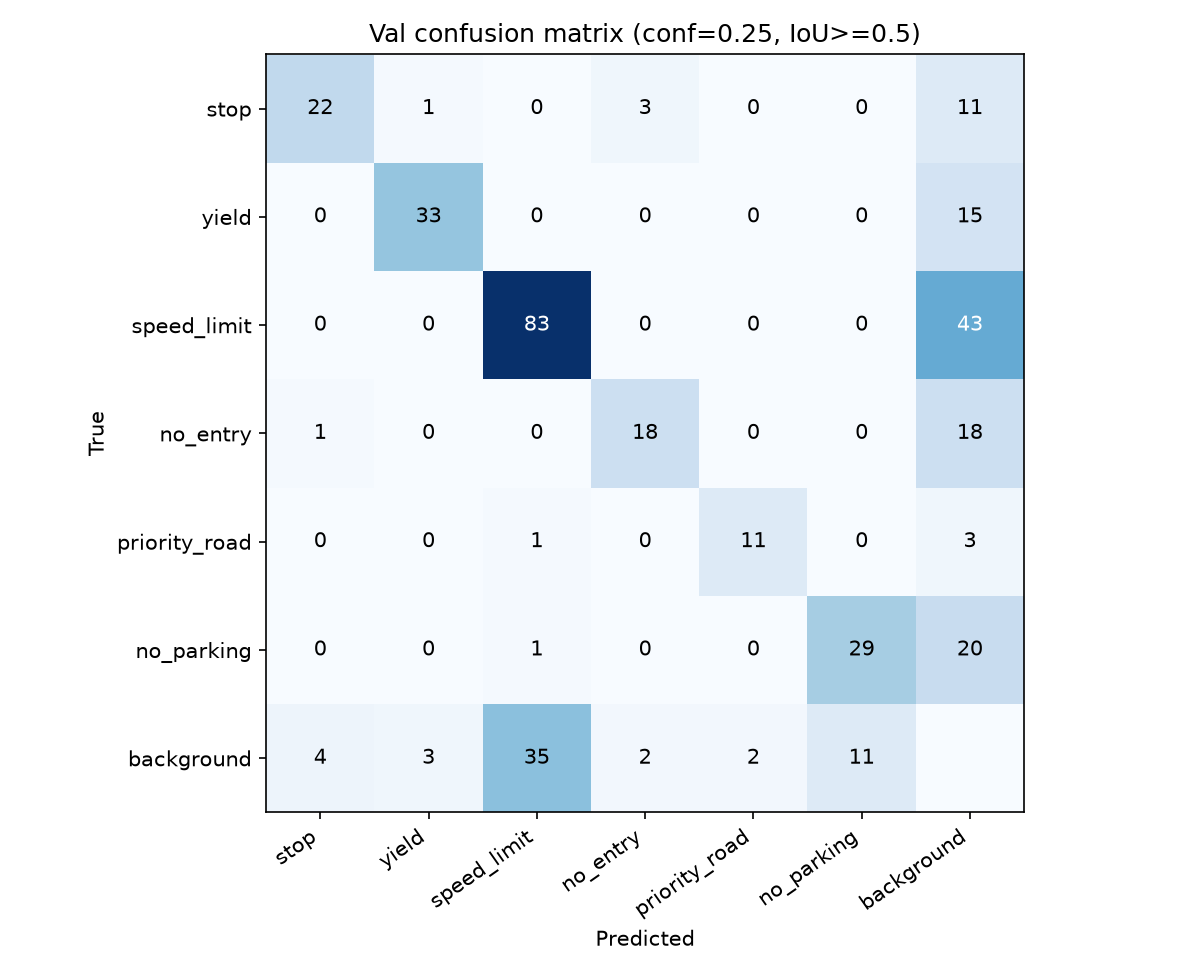 Val confusion matrix (conf=0.25, IoU>=0.5)
stop 22 1 0 3 0 0 11
yield 0 33 0 0 0 0 15
speed_limit 0 0 83 0 0 0 43
True
no_entry 1 0 0 18 0 0 18
priority_road 0 0 1 0 11 0 3
no_parking 0 0 1 0 0 29 20
background 4 3 35 2 2 11
stop yield speed_limit no_entry priority_road no_parking background
Predicted